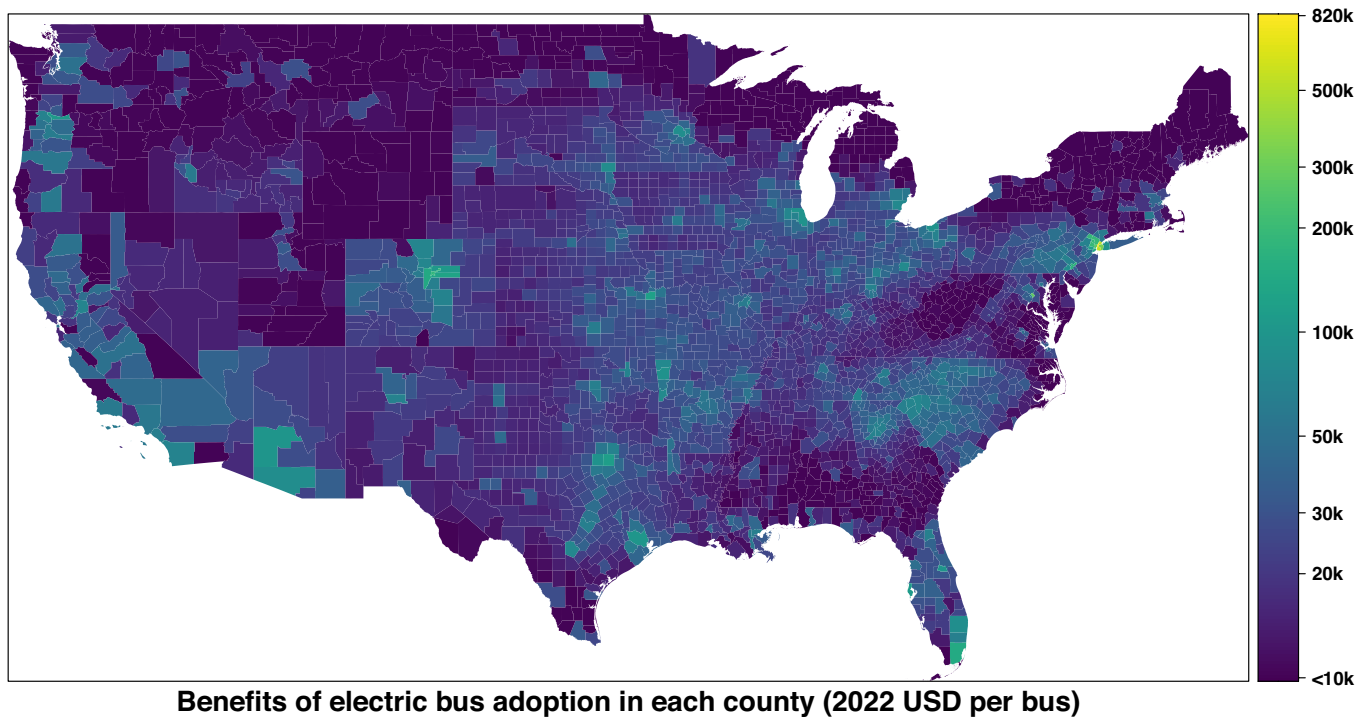 820k
500k
300k
200k
100k
50k
30k
20k
<10k
Benefits of electric bus adoption in each county (2022 USD per bus)